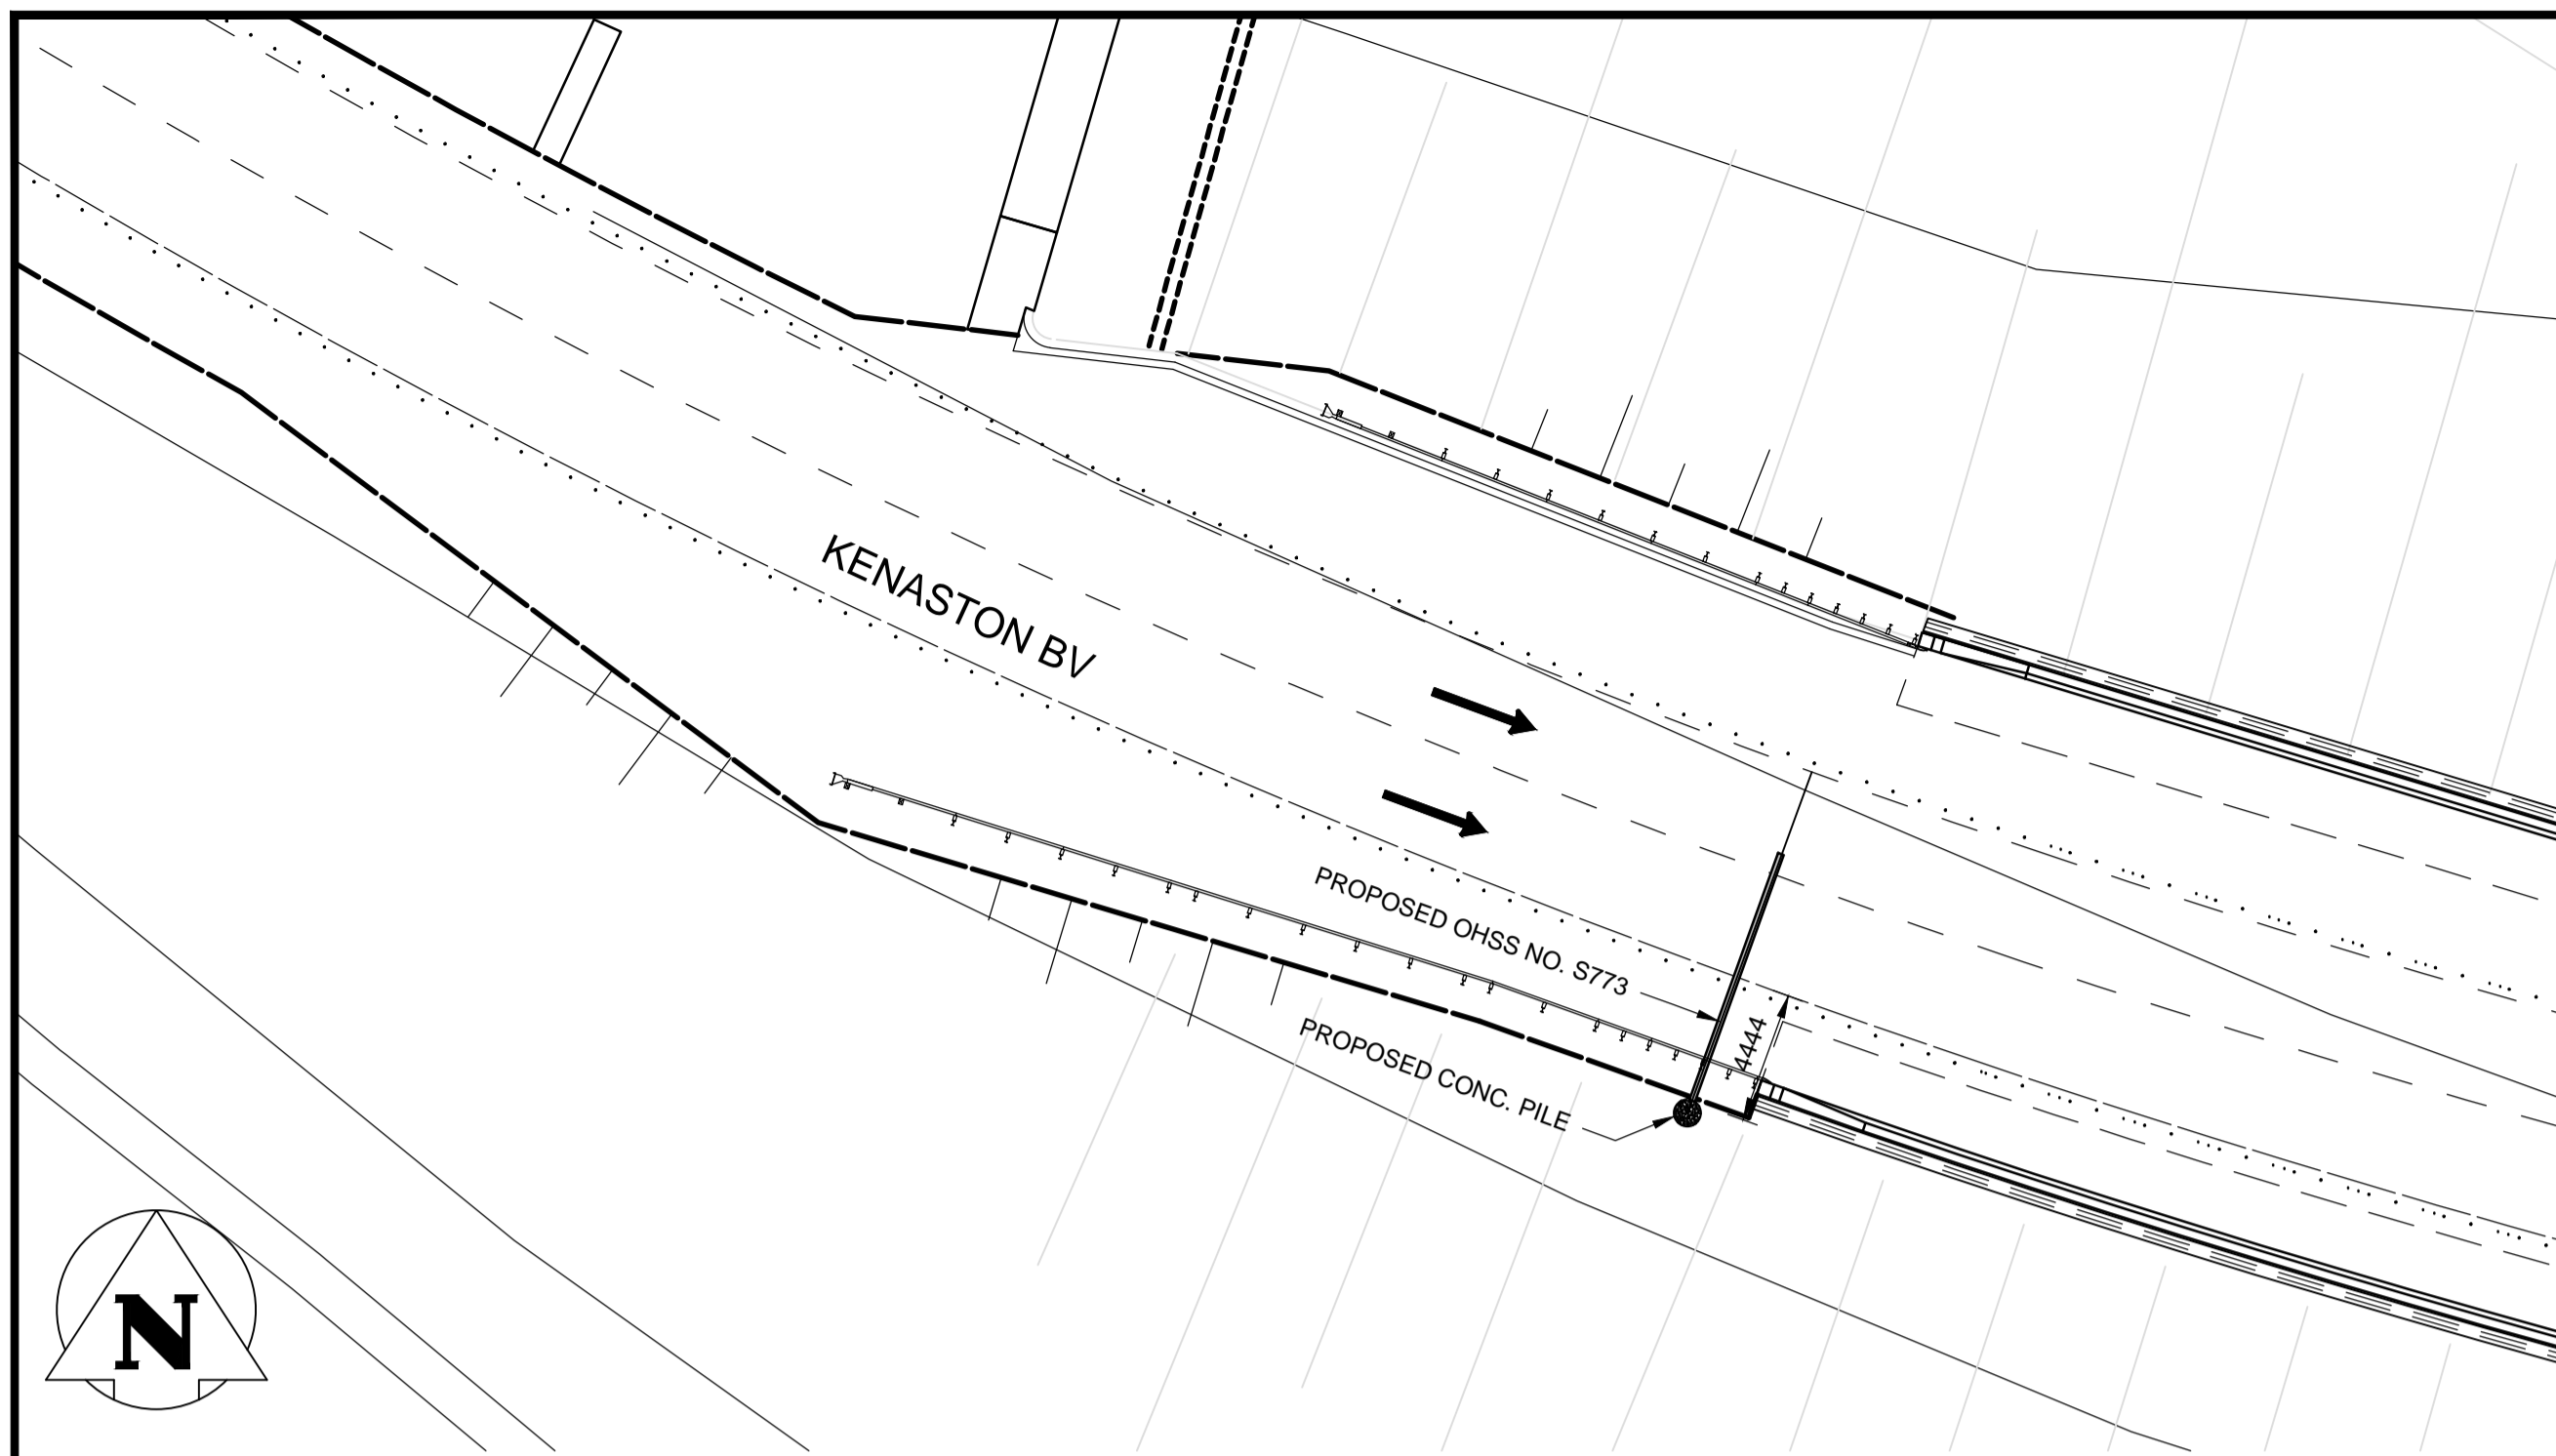 KENASTON BV
PROPOSED OHSS NO. S773
4444
PROPOSED CONC. PILE
N